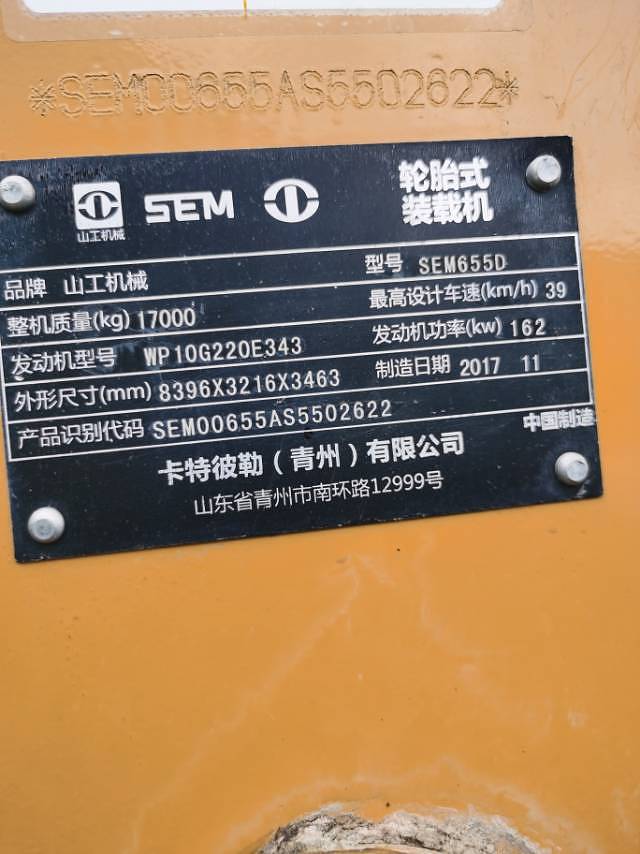 *SEM00655AS5502622*
山工机械
SEM
轮胎式
装载机
品牌 山工机械 型号 SEM655D
整机质量(kg) 17000 最高设计车速(km/h) 39
发动机型号 WP10G220E343 发动机功率(kw) 162
外形尺寸(mm) 8396X3216X3463 制造日期 2017 11
产品识别代码 SEM00655AS5502622 中国制造
卡特彼勒（青州）有限公司
山东省青州市南环路12999号